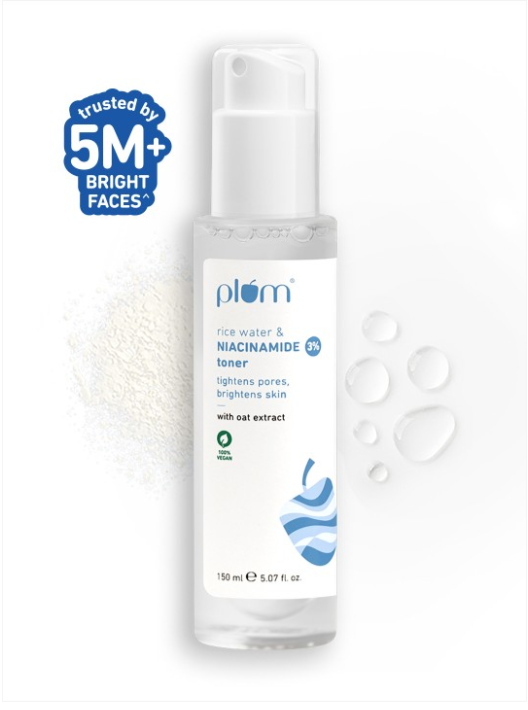 trusted by
5M+
BRIGHT
FACES^
plum®
rice water &
NIACINAMIDE 3%
toner
tightens pores,
brightens skin
with oat extract
100%
VEGAN
150 ml ℮ 5.07 fl. oz.